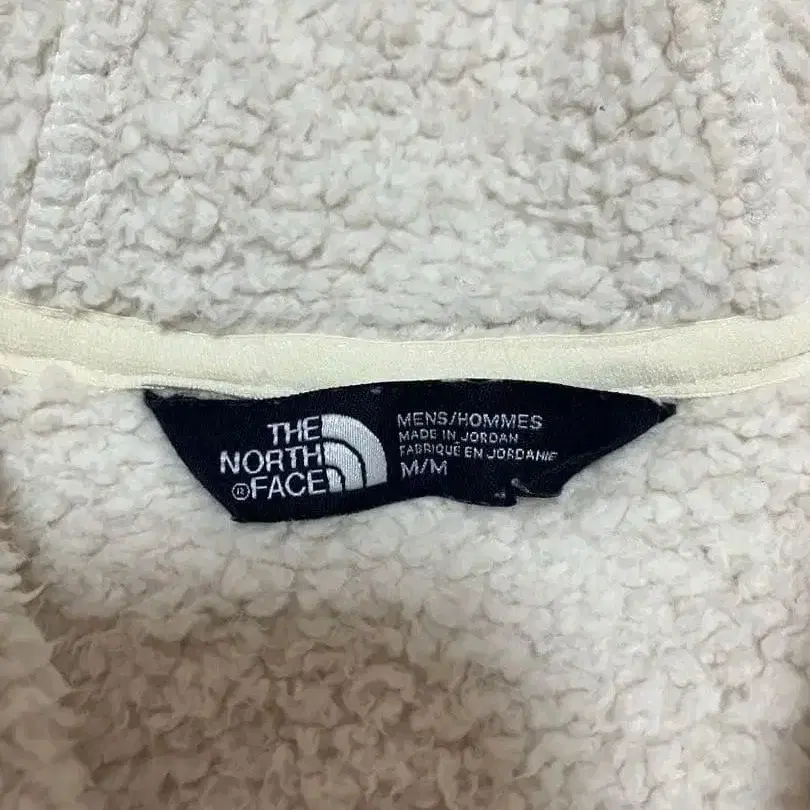 THE
NORTH
®FACE
MENS/HOMMES
MADE IN JORDAN
FABRIQUÉ EN JORDANIE
M/M